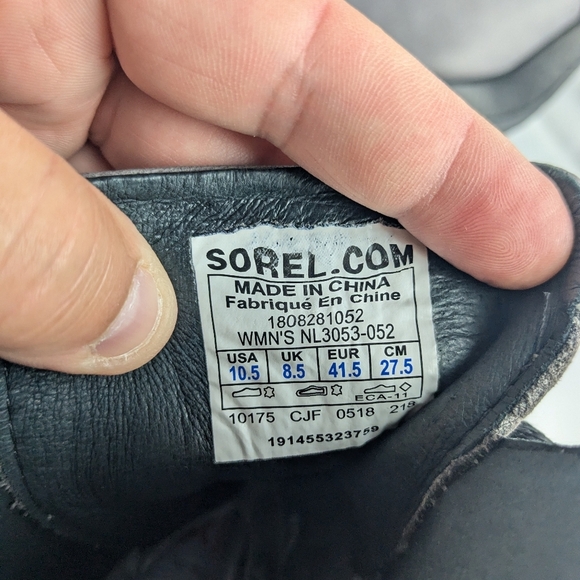 SOREL.COM
MADE IN CHINA
Fabriqué En Chine
1808281052
WMN'S NL3053-052
USA UK EUR CM
10.5 8.5 41.5 27.5
ECA-11
10175 CJF 0518 218
191455323759